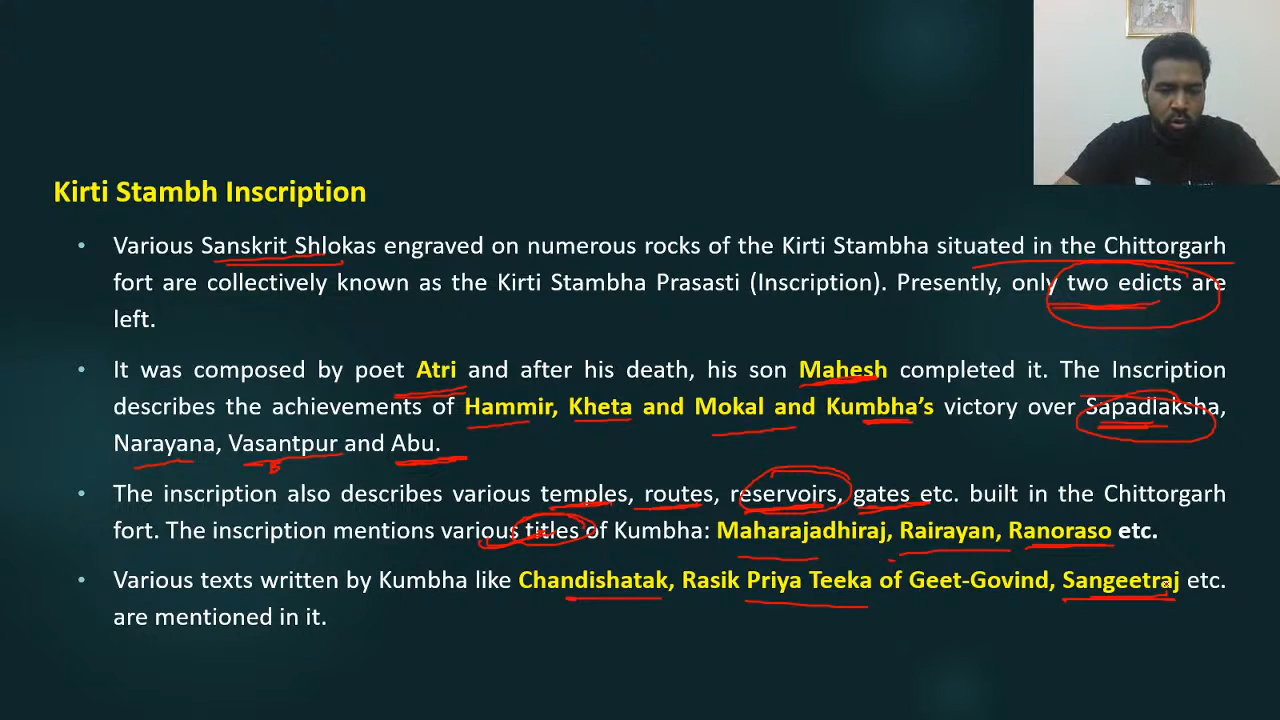 Kirti Stambh Inscription
• Various Sanskrit Shlokas engraved on numerous rocks of the Kirti Stambha situated in the Chittorgarh
fort are collectively known as the Kirti Stambha Prasasti (Inscription). Presently, only two edicts are
left.
• It was composed by poet Atri and after his death, his son Mahesh completed it. The Inscription
describes the achievements of Hammir, Kheta and Mokal and Kumbha’s victory over Sapadlaksha,
Narayana, Vasantpur and Abu.
• The inscription also describes various temples, routes, reservoirs, gates etc. built in the Chittorgarh
fort. The inscription mentions various titles of Kumbha: Maharajadhiraj, Rairayan, Ranoraso etc.
• Various texts written by Kumbha like Chandishatak, Rasik Priya Teeka of Geet-Govind, Sangeetraj etc.
are mentioned in it.